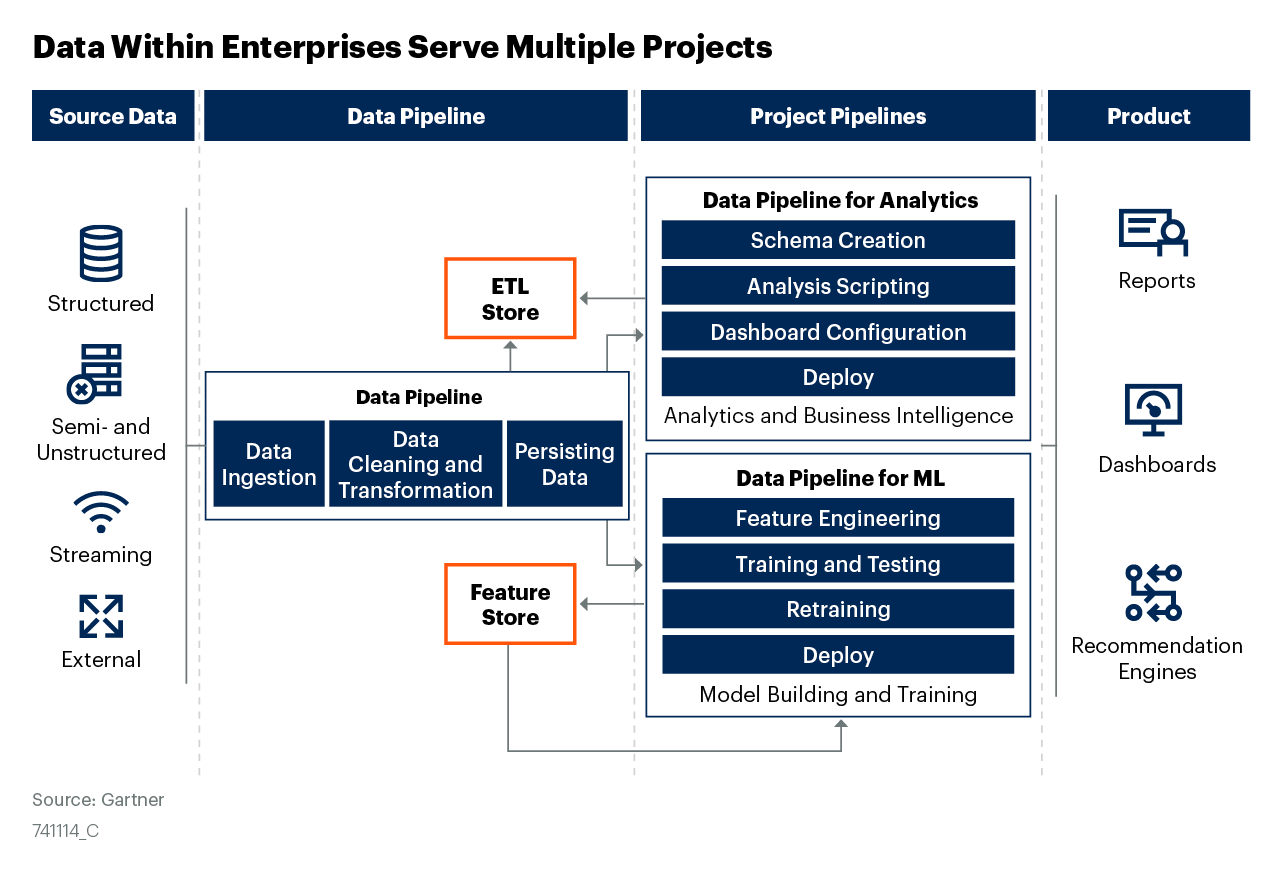 Data Within Enterprises Serve Multiple Projects
Source Data
Data Pipeline
Project Pipelines
Product
Structured
Semi- and
Unstructured
Streaming
External
ETL
Store
Data Pipeline
Data
Ingestion
Data
Cleaning and
Transformation
Persisting
Data
Feature
Store
Data Pipeline for Analytics
Schema Creation
Analysis Scripting
Dashboard Configuration
Deploy
Analytics and Business Intelligence
Data Pipeline for ML
Feature Engineering
Training and Testing
Retraining
Deploy
Model Building and Training
Reports
Dashboards
Recommendation
Engines
Source: Gartner
741114_C